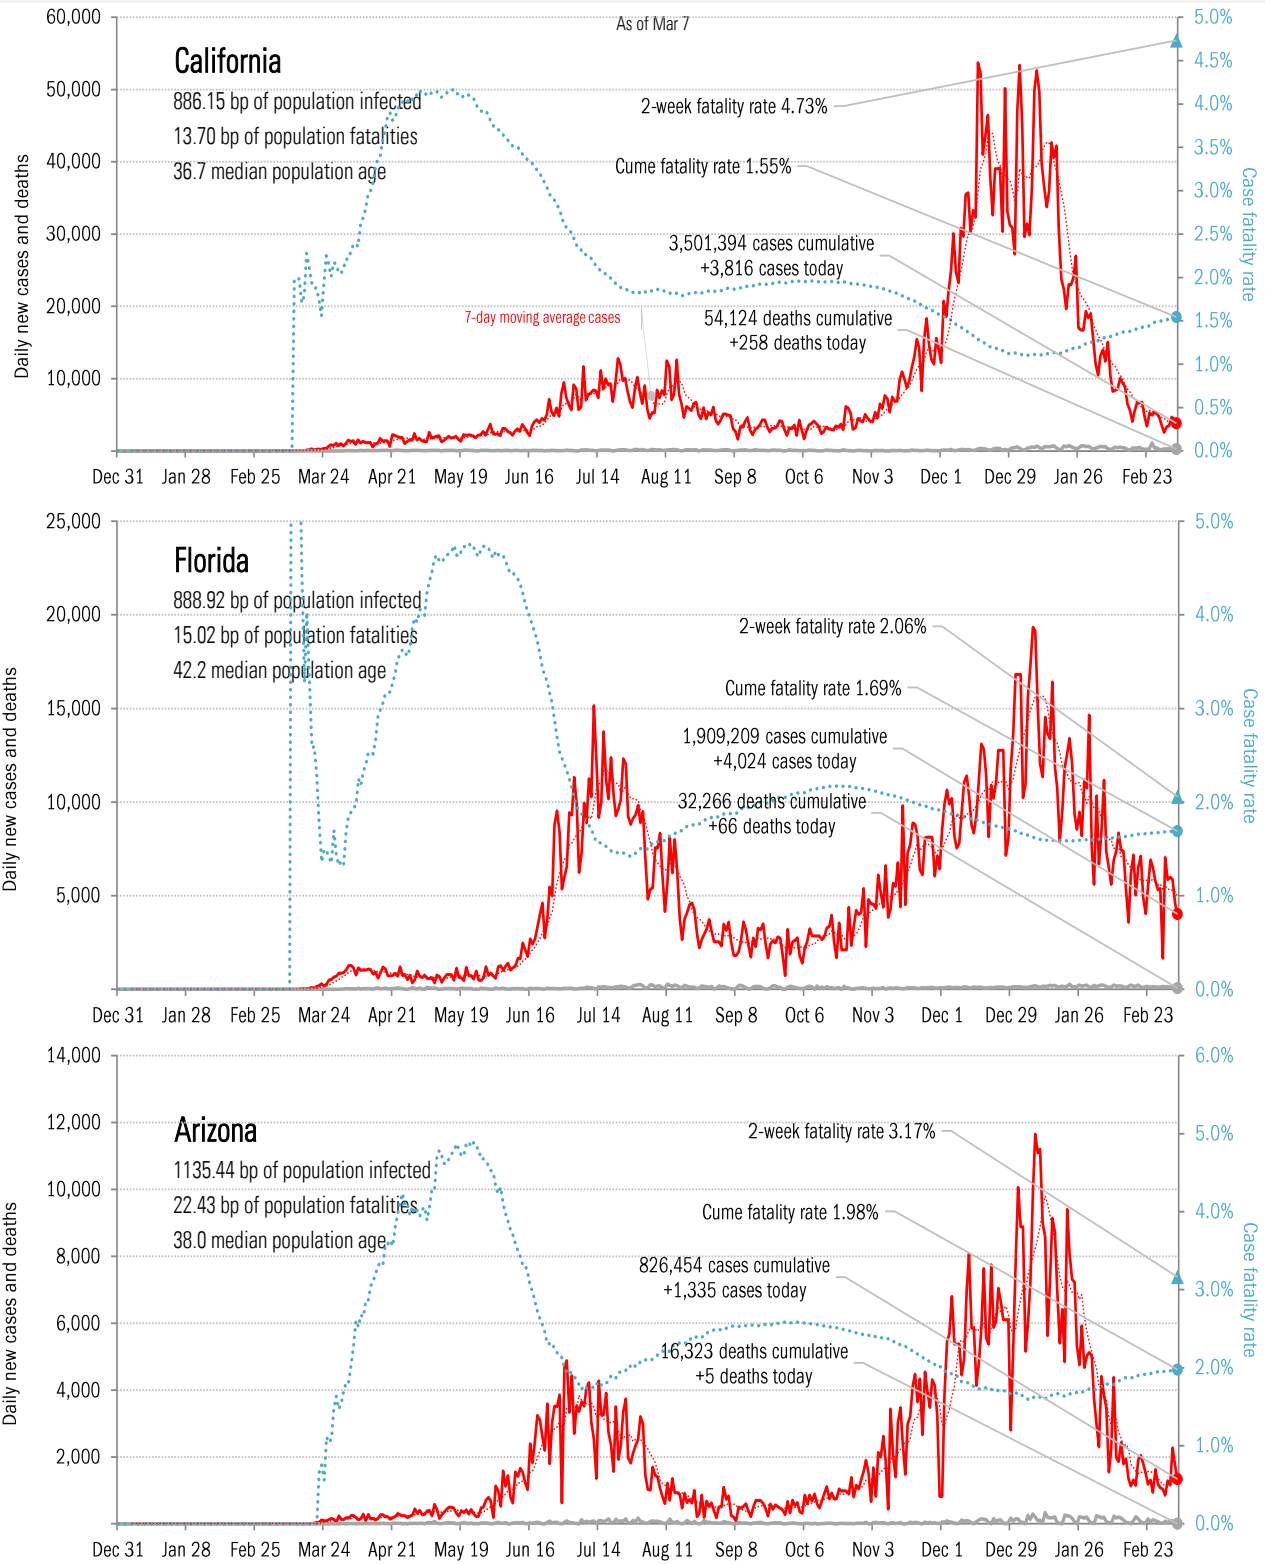 As of Mar 7
60,000
50,000
40,000
30,000
20,000
10,000
Daily new cases and deaths
California
886.15 bp of population infected
13.70 bp of population fatalities
36.7 median population age
2-week fatality rate 4.73%
Cume fatality rate 1.55%
3,501,394 cases cumulative
+3,816 cases today
7-day moving average cases
54,124 deaths cumulative
+258 deaths today
5.0%
4.5%
4.0%
3.5%
3.0%
2.5%
2.0%
1.5%
1.0%
0.5%
0.0%
Case fatality rate
Dec 31 Jan 28 Feb 25 Mar 24 Apr 21 May 19 Jun 16 Jul 14 Aug 11 Sep 8 Oct 6 Nov 3 Dec 1 Dec 29 Jan 26 Feb 23
25,000
20,000
15,000
10,000
5,000
Daily new cases and deaths
Florida
888.92 bp of population infected
15.02 bp of population fatalities
42.2 median population age
2-week fatality rate 2.06%
Cume fatality rate 1.69%
1,909,209 cases cumulative
+4,024 cases today
32,266 deaths cumulative
+66 deaths today
5.0%
4.0%
3.0%
2.0%
1.0%
0.0%
Case fatality rate
Dec 31 Jan 28 Feb 25 Mar 24 Apr 21 May 19 Jun 16 Jul 14 Aug 11 Sep 8 Oct 6 Nov 3 Dec 1 Dec 29 Jan 26 Feb 23
14,000
12,000
10,000
8,000
6,000
4,000
2,000
Daily new cases and deaths
Arizona
1135.44 bp of population infected
22.43 bp of population fatalities
38.0 median population age
2-week fatality rate 3.17%
Cume fatality rate 1.98%
826,454 cases cumulative
+1,335 cases today
16,323 deaths cumulative
+5 deaths today
6.0%
5.0%
4.0%
3.0%
2.0%
1.0%
0.0%
Case fatality rate
Dec 31 Jan 28 Feb 25 Mar 24 Apr 21 May 19 Jun 16 Jul 14 Aug 11 Sep 8 Oct 6 Nov 3 Dec 1 Dec 29 Jan 26 Feb 23